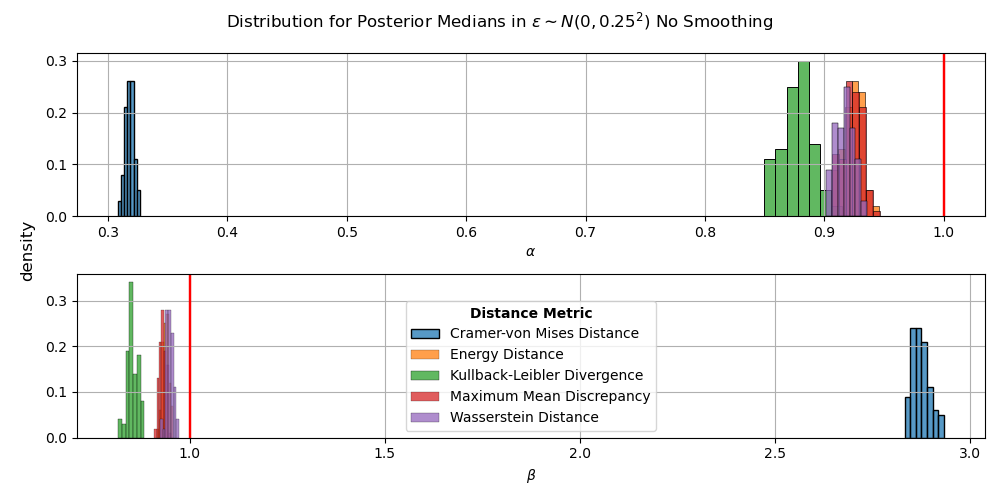 Distribution for Posterior Medians in ε ~ N(0, 0.25²) No Smoothing
0.3
0.2
0.1
0.0
0.3 0.4 0.5 0.6 0.7 0.8 0.9 1.0
α
density
0.3
0.2
0.1
0.0
Distance Metric
Cramer-von Mises Distance
Energy Distance
Kullback-Leibler Divergence
Maximum Mean Discrepancy
Wasserstein Distance
1.0 1.5 2.0 2.5 3.0
β